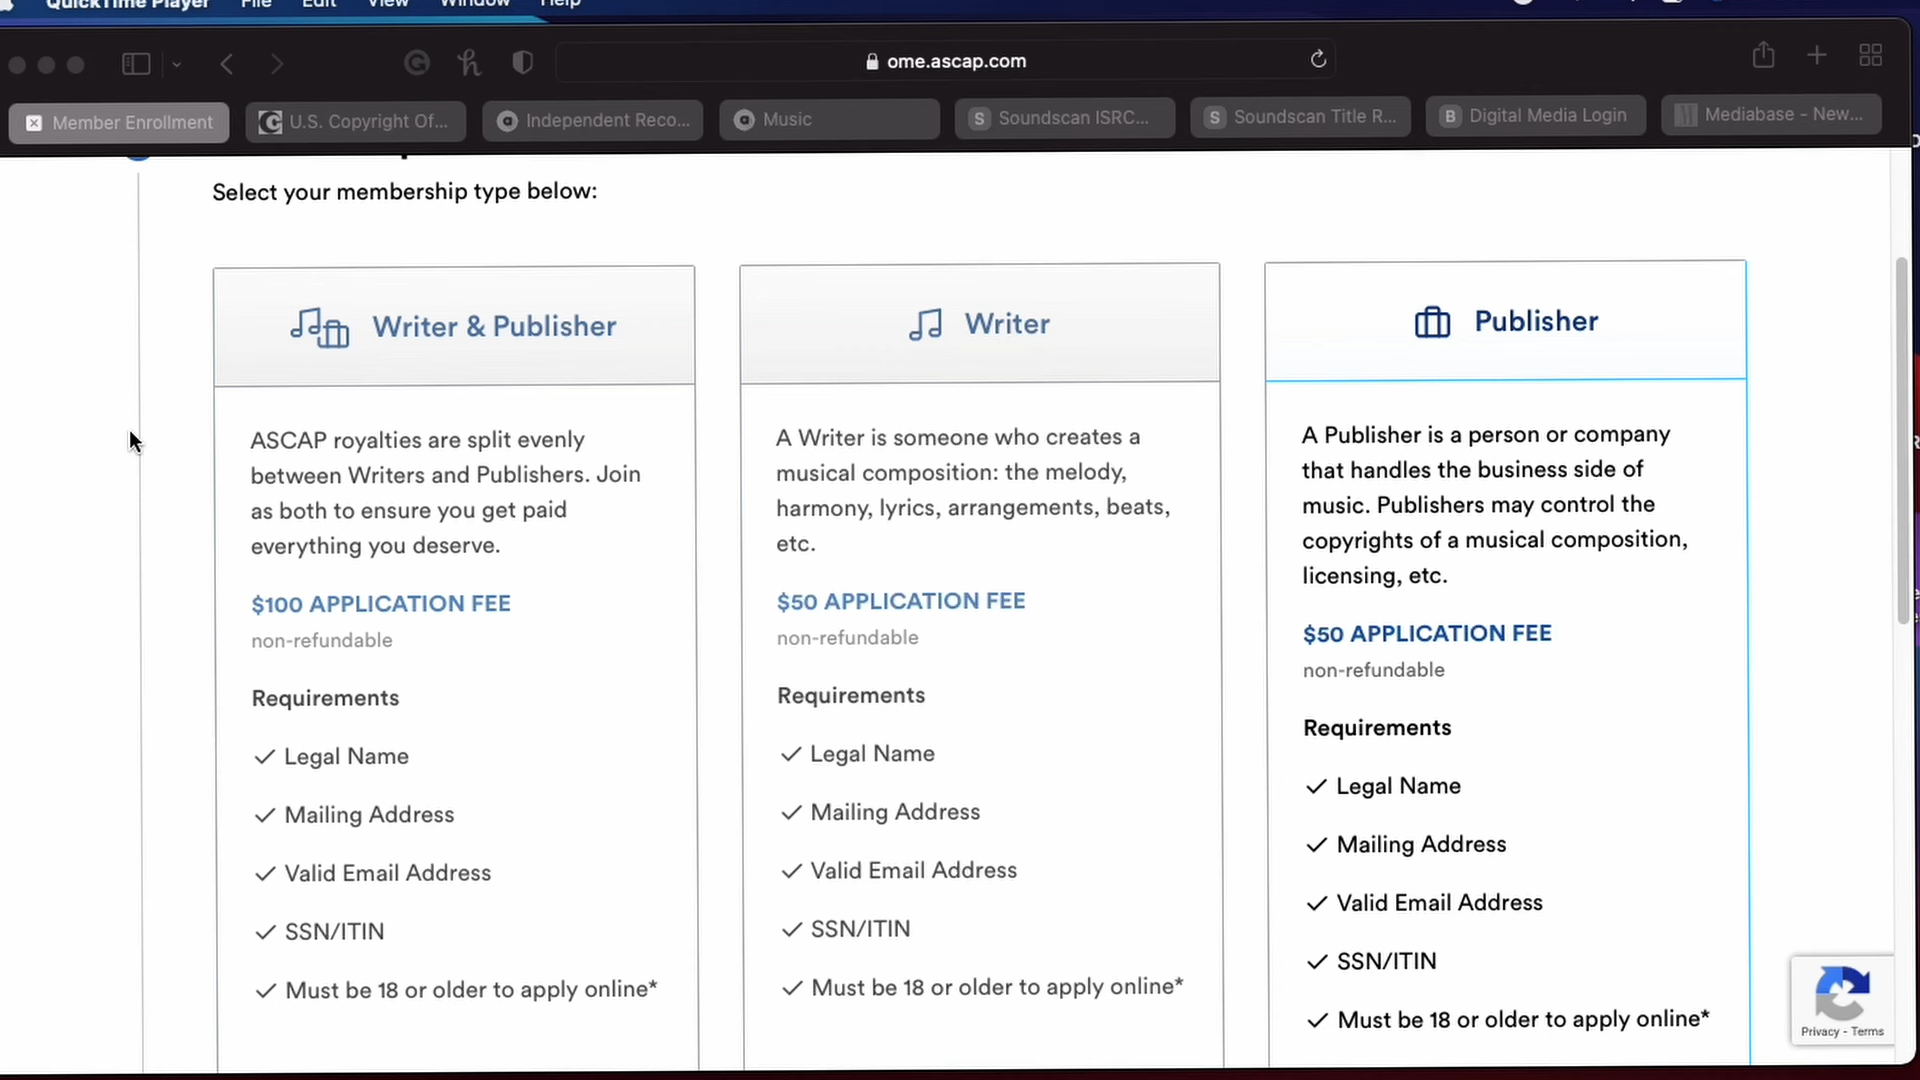 QuickTime Player File Edit View Window Help
ome.ascap.com
Member Enrollment
U.S. Copyright Of...
Independent Reco...
Music
S Soundscan ISRC...
S Soundscan Title R...
B Digital Media Login
Mediabase - New...
Select your membership type below:
Writer & Publisher
ASCAP royalties are split evenly
between Writers and Publishers. Join
as both to ensure you get paid
everything you deserve.
$100 APPLICATION FEE
non-refundable
Requirements
✓ Legal Name
✓ Mailing Address
✓ Valid Email Address
✓ SSN/ITIN
✓ Must be 18 or older to apply online*
Writer
A Writer is someone who creates a
musical composition: the melody,
harmony, lyrics, arrangements, beats,
etc.
$50 APPLICATION FEE
non-refundable
Requirements
✓ Legal Name
✓ Mailing Address
✓ Valid Email Address
✓ SSN/ITIN
✓ Must be 18 or older to apply online*
Publisher
A Publisher is a person or company
that handles the business side of
music. Publishers may control the
copyrights of a musical composition,
licensing, etc.
$50 APPLICATION FEE
non-refundable
Requirements
✓ Legal Name
✓ Mailing Address
✓ Valid Email Address
✓ SSN/ITIN
✓ Must be 18 or older to apply online*
Privacy - Terms